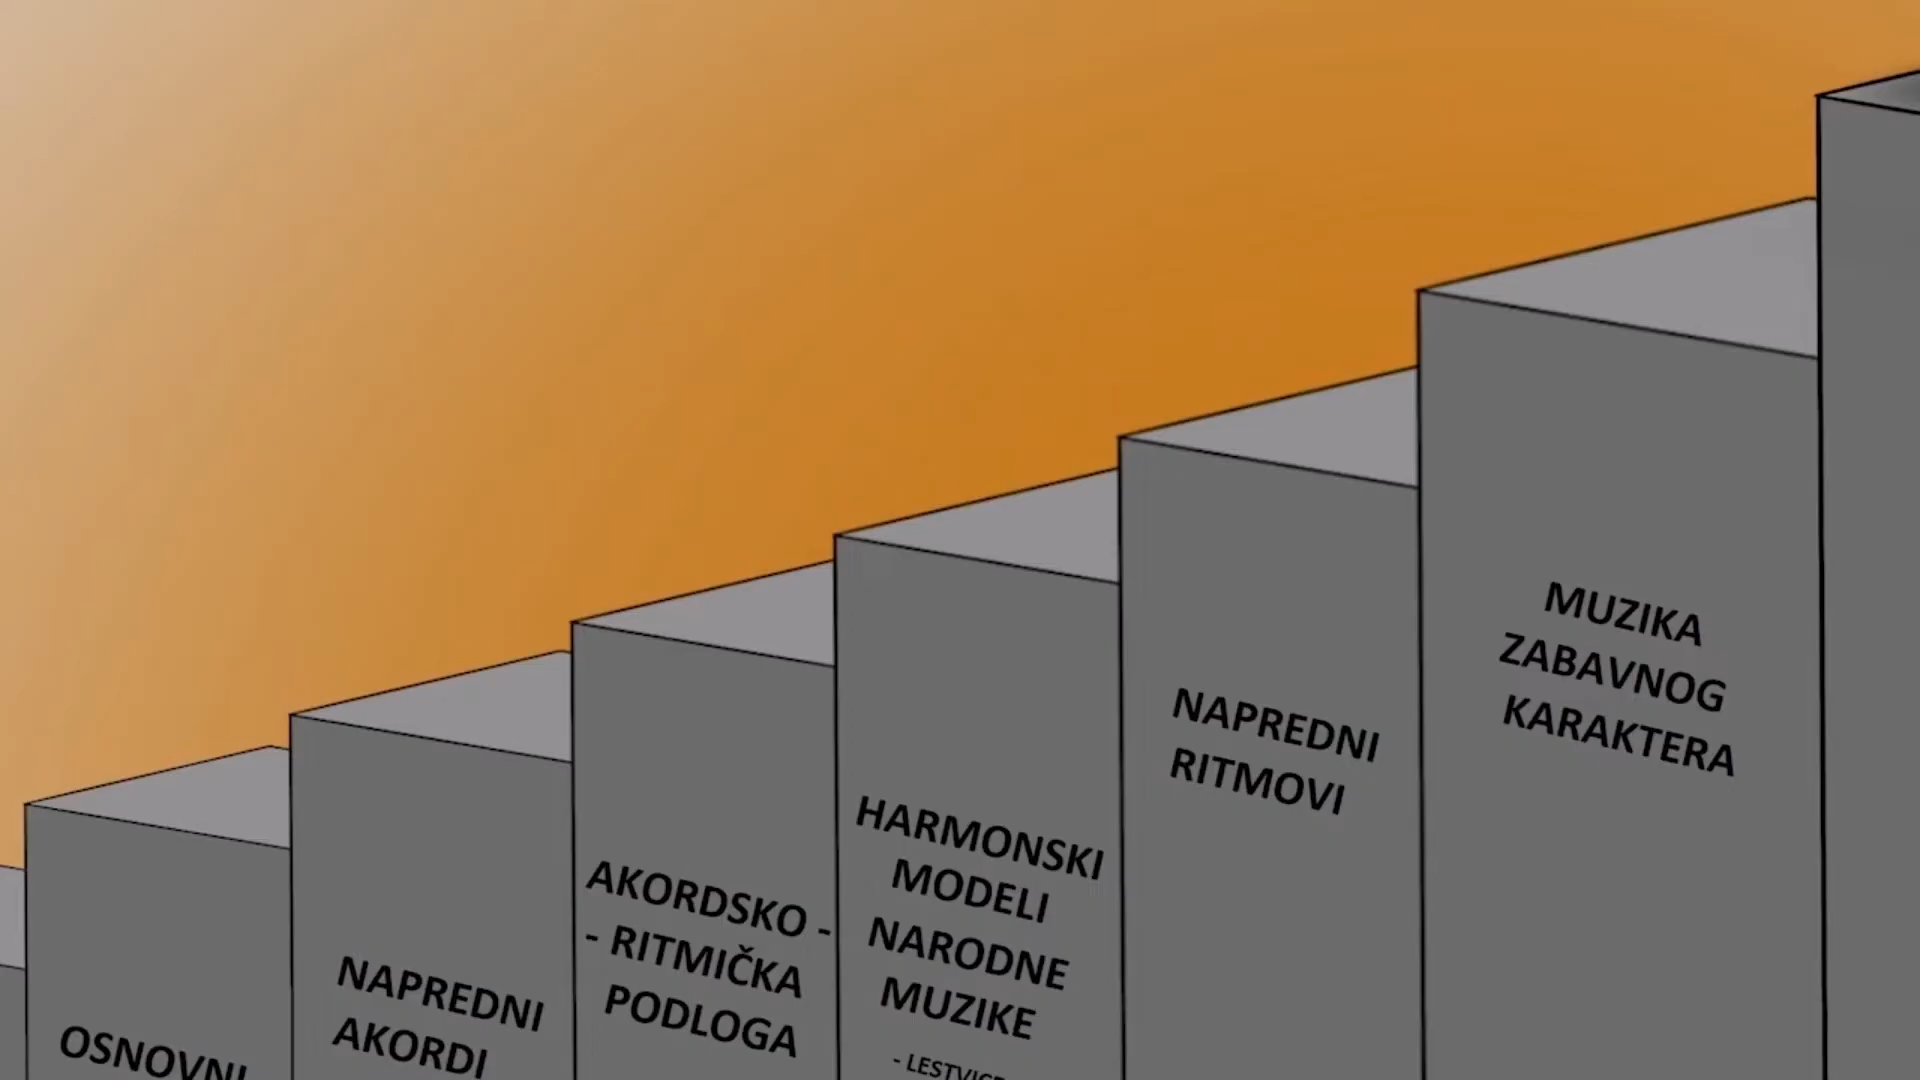 OSNOVNI
NAPREDNI
AKORDI
AKORDSKO -
- RITMIČKA
PODLOGA
HARMONSKI
MODELI
NARODNE
MUZIKE
NAPREDNI
RITMOVI
MUZIKA
ZABAVNOG
KARAKTERA